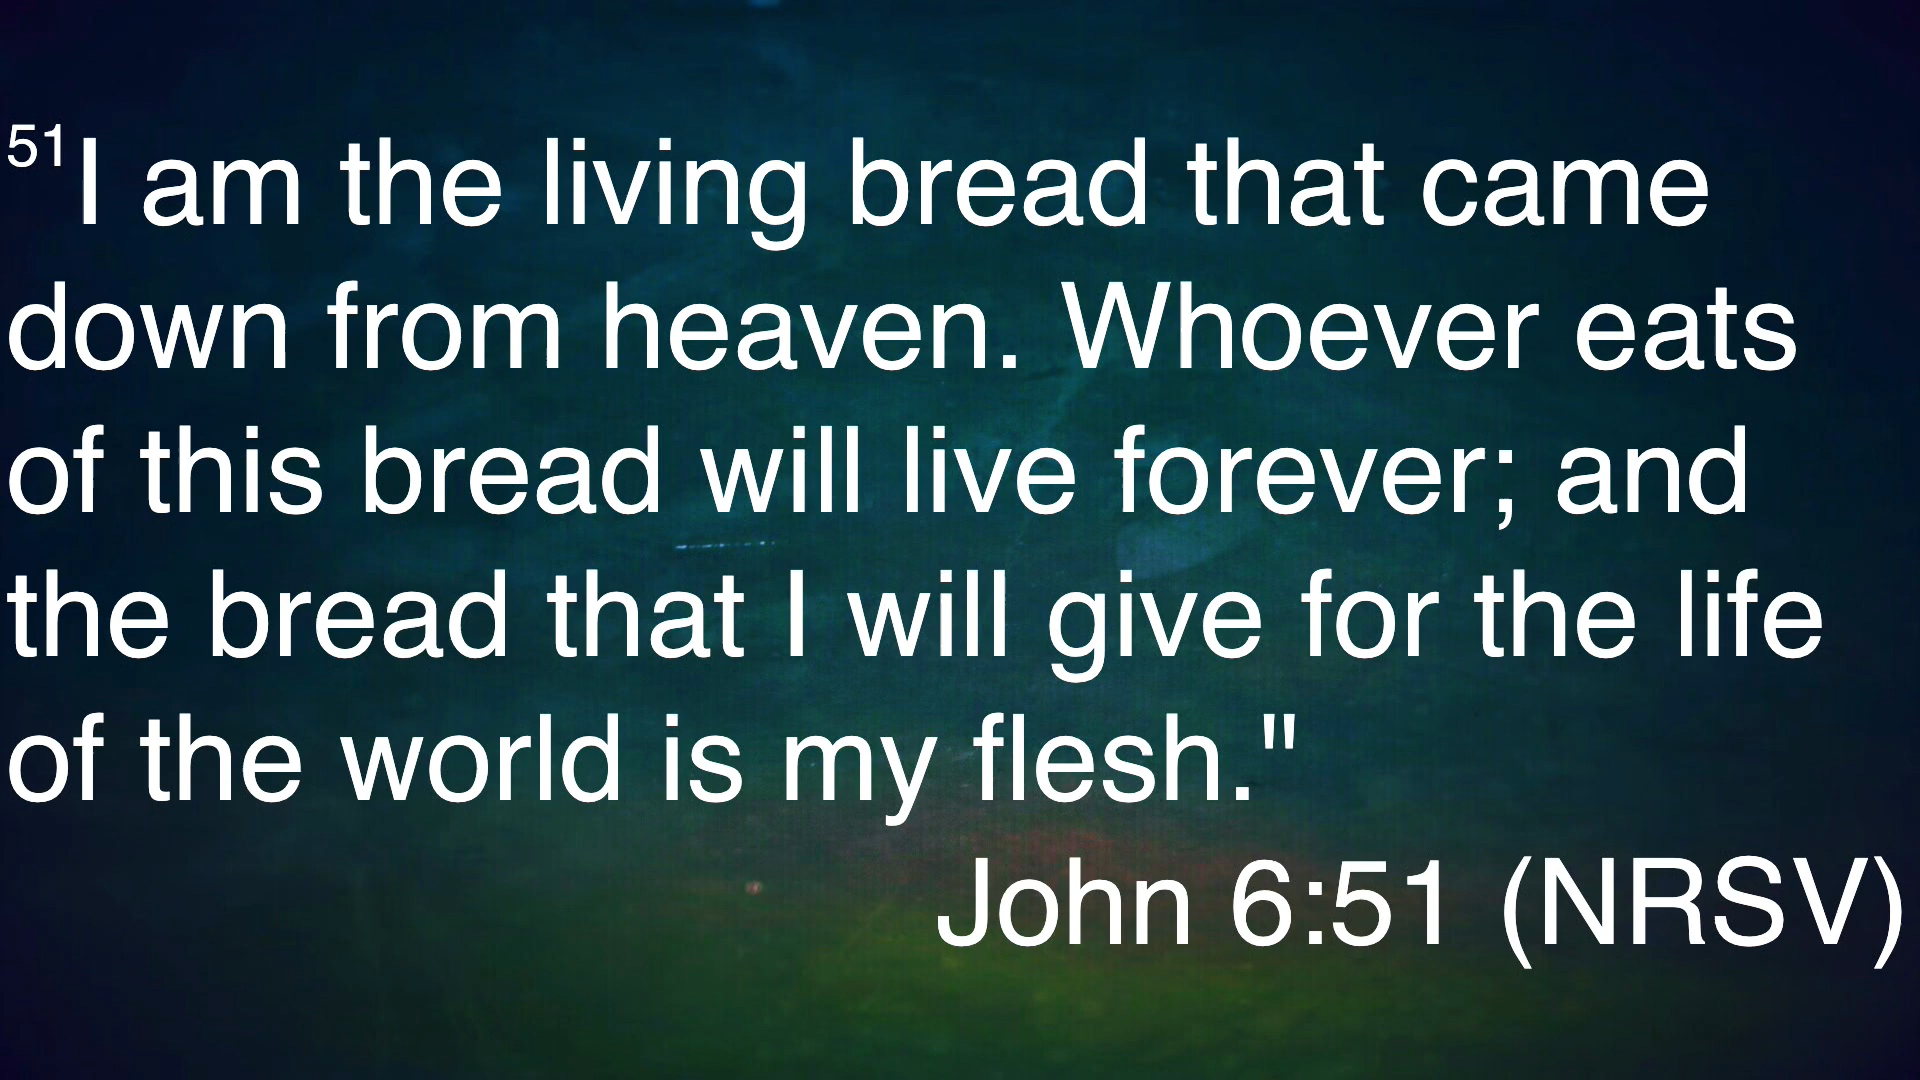 51I am the living bread that came
down from heaven. Whoever eats
of this bread will live forever; and
the bread that I will give for the life
of the world is my flesh."
John 6:51 (NRSV)